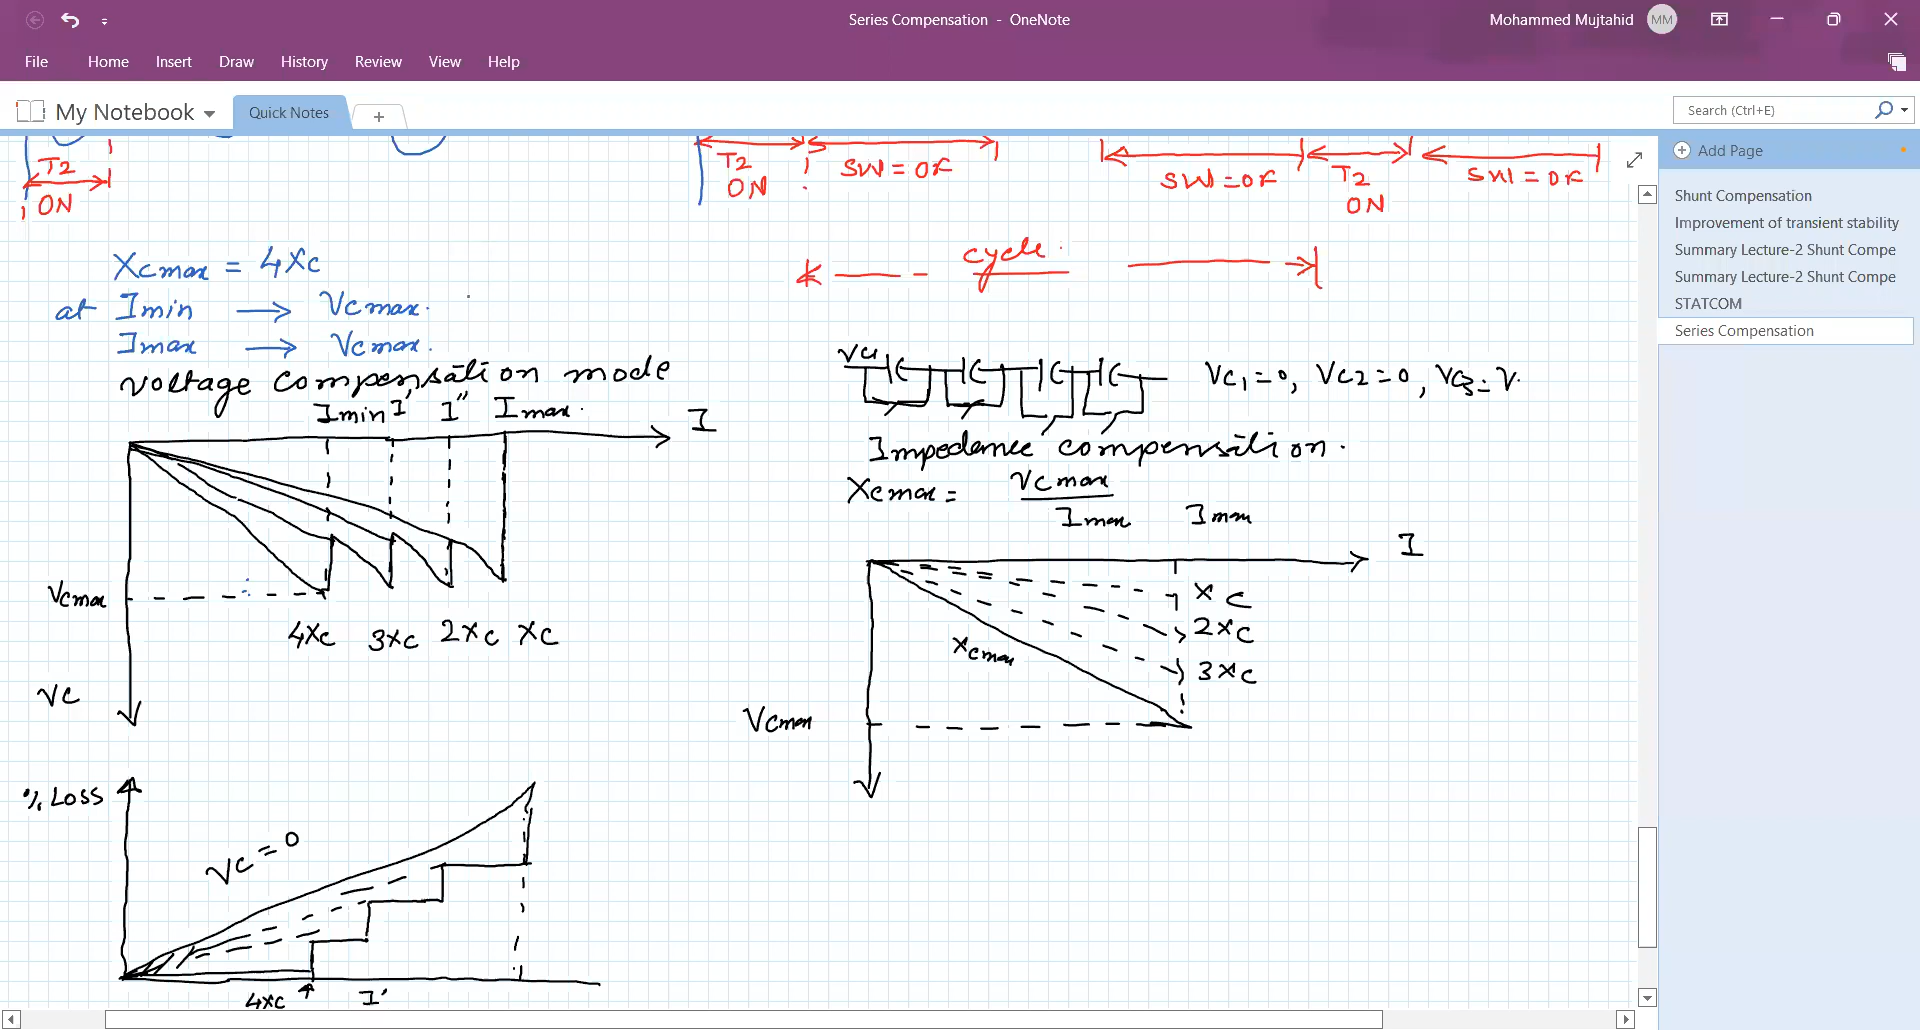 Series Compensation - OneNote
Mohammed Mujtahid
MM
File Home Insert Draw History Review View Help
My Notebook
Quick Notes
+
Search (Ctrl+E)
Add Page
Shunt Compensation
Improvement of transient stability
Summary Lecture-2 Shunt Compe
Summary Lecture-2 Shunt Compe
STATCOM
Series Compensation
T2
ON
T2
ON
SW = OF
SW = OF
T2
ON
SW = OF
cycle
Xcmax = 4Xc
at Imin → Vcmax.
Imax → Vcmax.
Voltage compensation mode
Imin I' I" Imax.
I
Vcmax
4Xc 3Xc 2Xc Xc
VC
% Loss
VC = 0
4Xc I'
VC1
VC1=0, VC2=0, VC3=V.
Impedance compensation.
Xcmax = Vcmax
Imax Imax
I
Xc
2Xc
3Xc
Xcmax
Vcmax